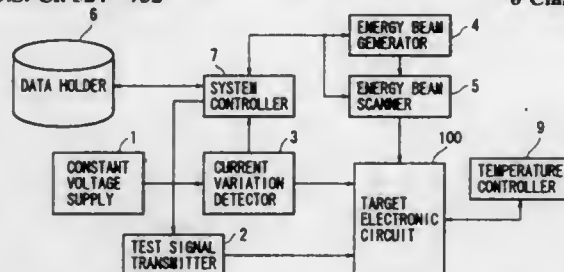 6
DATA HOLDER
7
SYSTEM
CONTROLLER
ENERGY BEAM
GENERATOR
4
ENERGY BEAM
SCANNER
5
1
CONSTANT
VOLTAGE
SUPPLY
3
CURRENT
VARIATION
DETECTOR
100
TARGET
ELECTRONIC
CIRCUIT
9
TEMPERATURE
CONTROLLER
TEST SIGNAL
TRANSMITTER
2